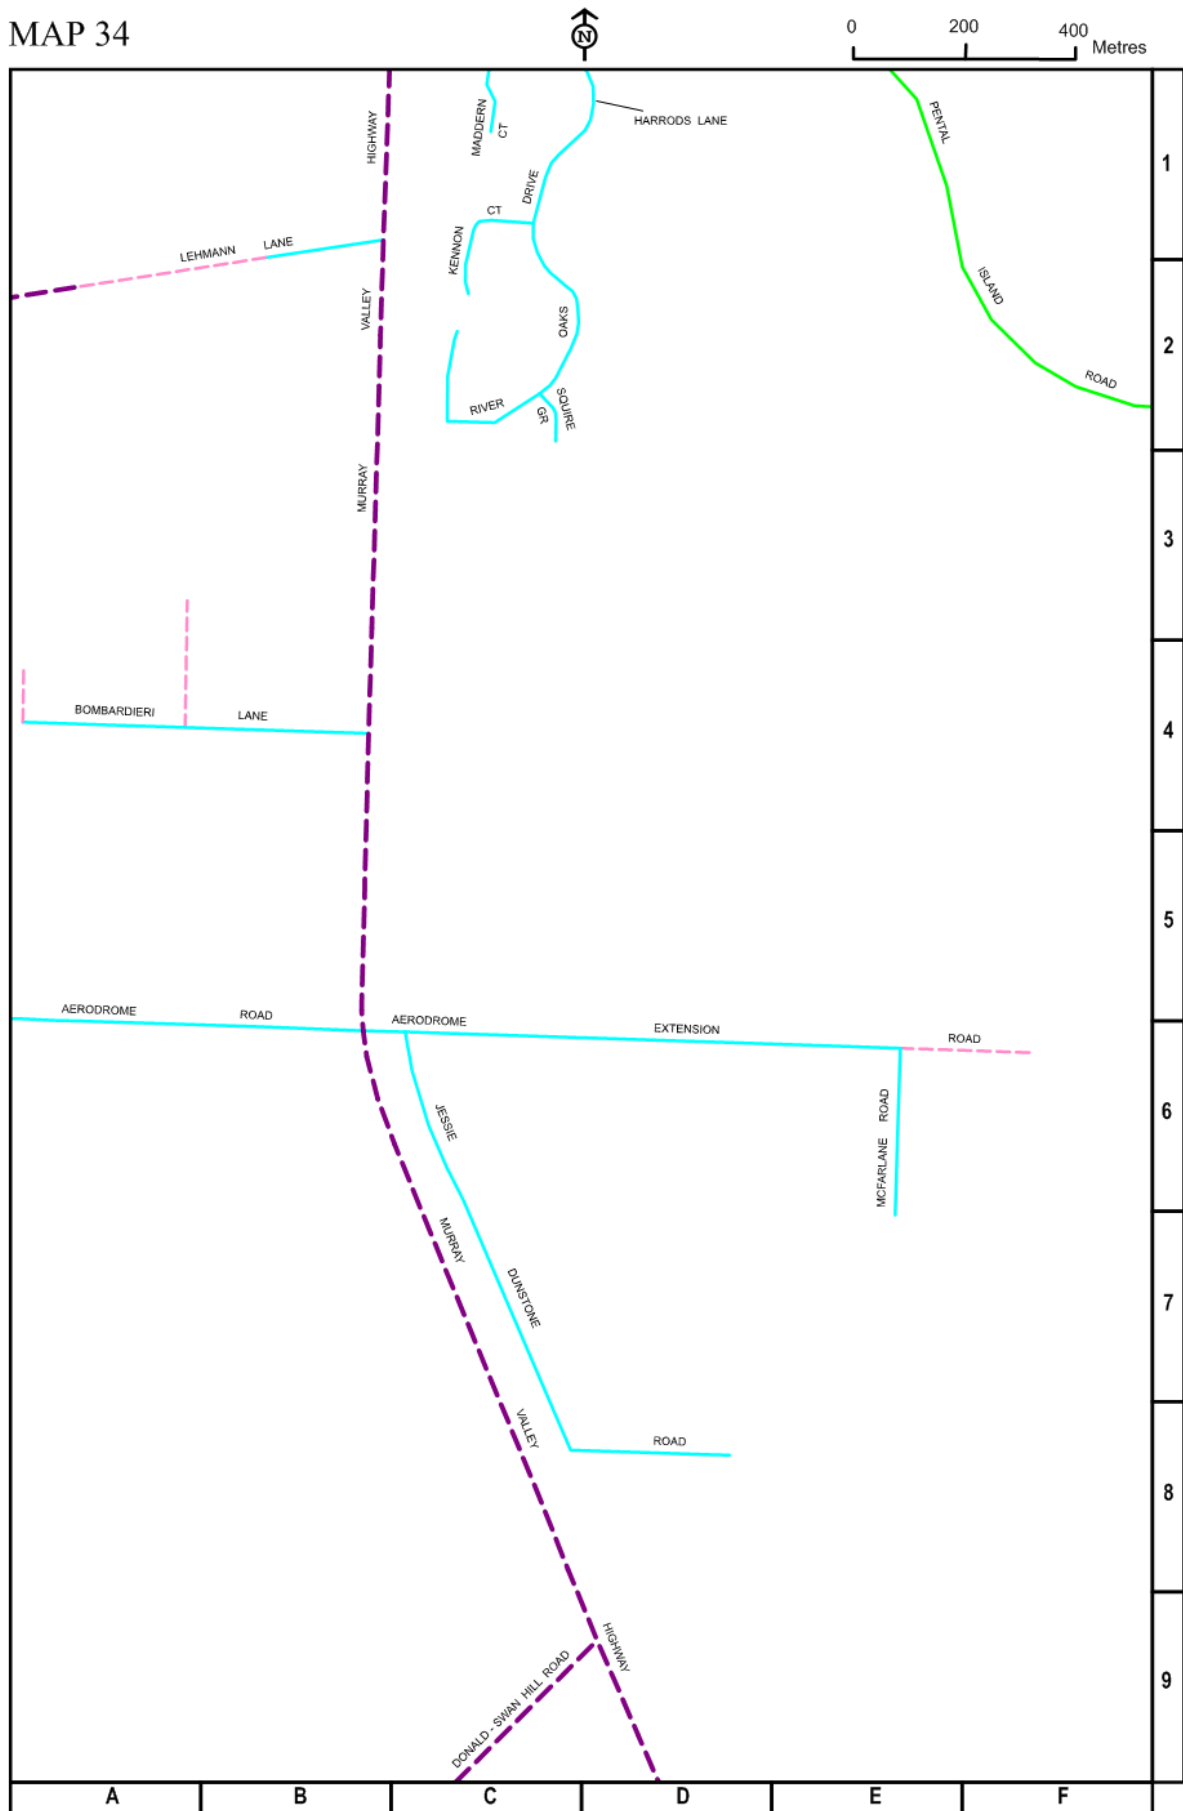 MAP 34
N
0 200 400 Metres
HIGHWAY
MADDERN
CT
HARRODS LANE
PENTAL
1
DRIVE
CT
LEHMANN LANE
KENNON
VALLEY
OAKS
ISLAND
2
ROAD
RIVER
GR
SQUIRE
MURRAY
3
BOMBARDIERI LANE
4
5
AERODROME ROAD
AERODROME EXTENSION ROAD
JESSIE
MCFARLANE ROAD
6
MURRAY
DUNSTONE
7
VALLEY
ROAD
8
HIGHWAY
DONALD - SWAN HILL ROAD
9
A B C D E F